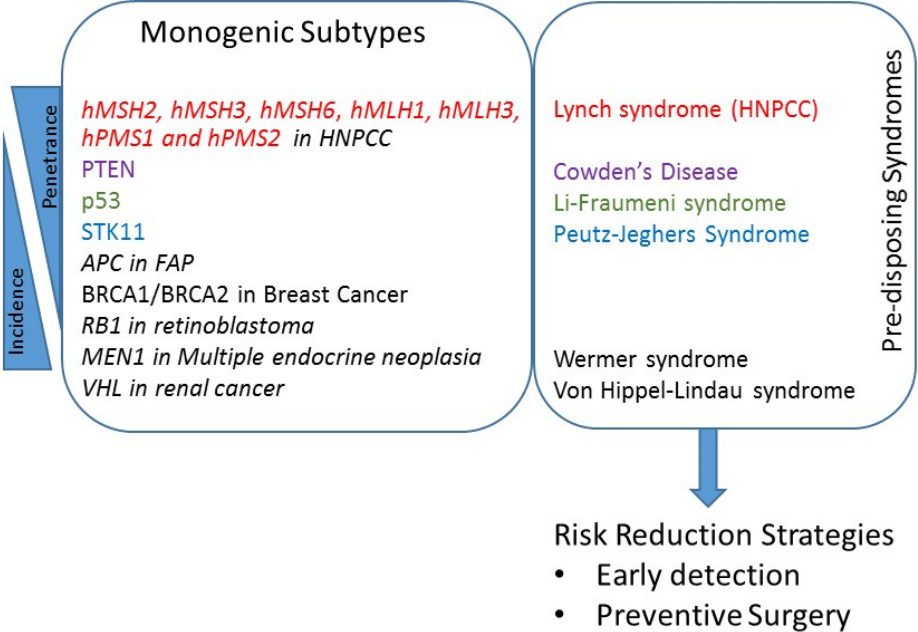 Monogenic Subtypes
hMSH2, hMSH3, hMSH6, hMLH1, hMLH3,
hPMS1 and hPMS2 in HNPCC
PTEN
p53
STK11
APC in FAP
BRCA1/BRCA2 in Breast Cancer
RB1 in retinoblastoma
MEN1 in Multiple endocrine neoplasia
VHL in renal cancer
Penetrance
Incidence
Lynch syndrome (HNPCC)
Cowden's Disease
Li-Fraumeni syndrome
Peutz-Jeghers Syndrome
Wermer syndrome
Von Hippel-Lindau syndrome
Pre-disposing Syndromes
Risk Reduction Strategies
• Early detection
• Preventive Surgery